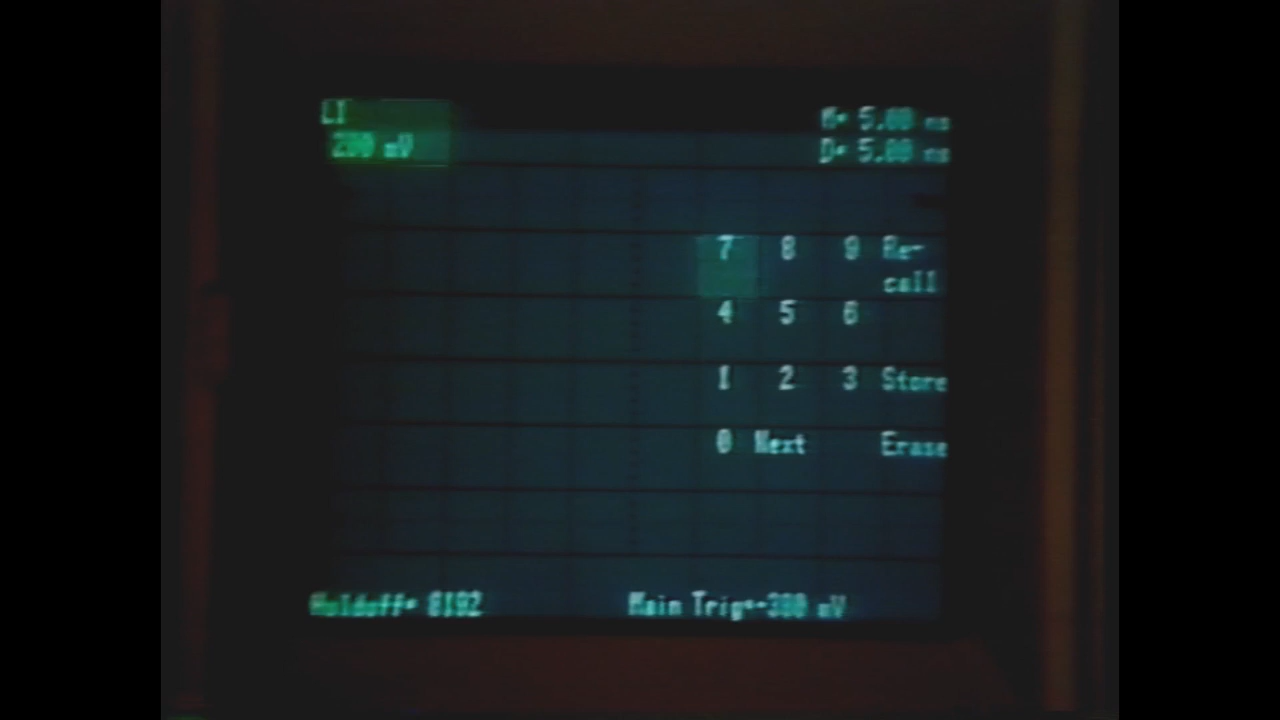 L1
200 mV
M= 5.00 ns
D= 5.00 ns
7 8 9 Re-
call
4 5 6
1 2 3 Store
0 Next Erase
Holdoff= 8192
Main Trig=-300 mV